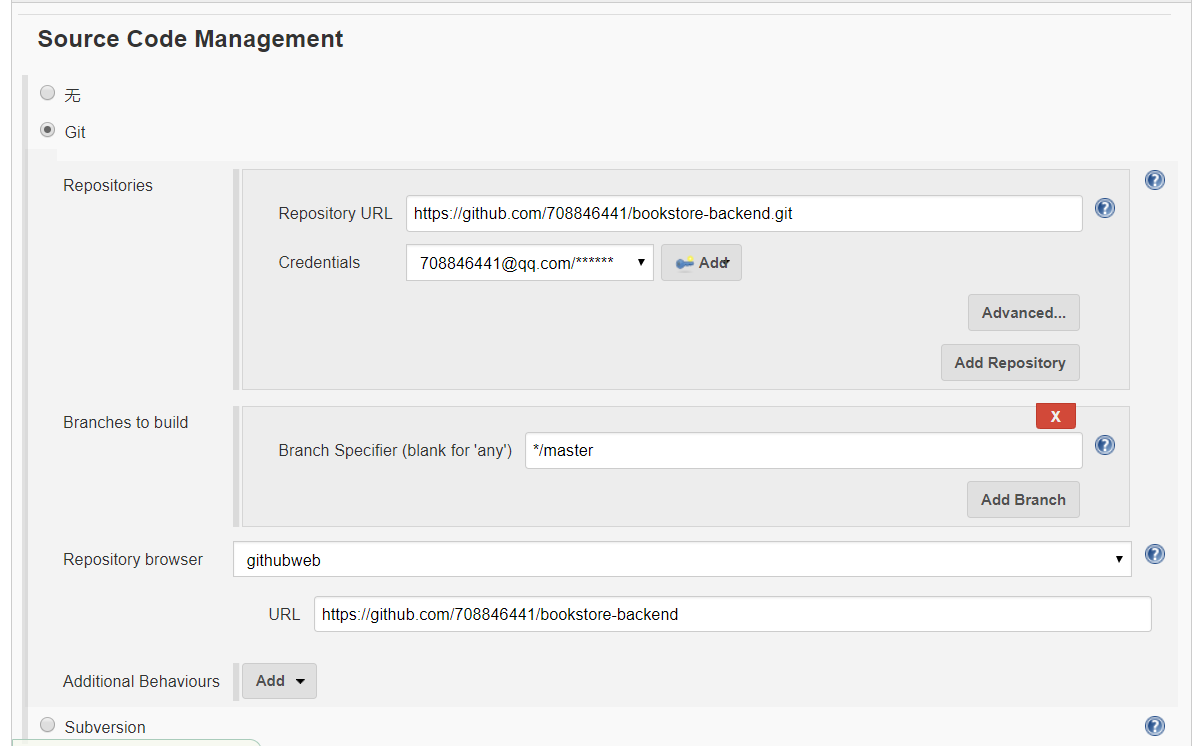 Source Code Management
无
Git
Repositories
Repository URL https://github.com/708846441/bookstore-backend.git
Credentials 708846441@qq.com/****** Add
Advanced...
Add Repository
Branches to build
X
Branch Specifier (blank for 'any') */master
Add Branch
Repository browser githubweb
URL https://github.com/708846441/bookstore-backend
Additional Behaviours Add
Subversion